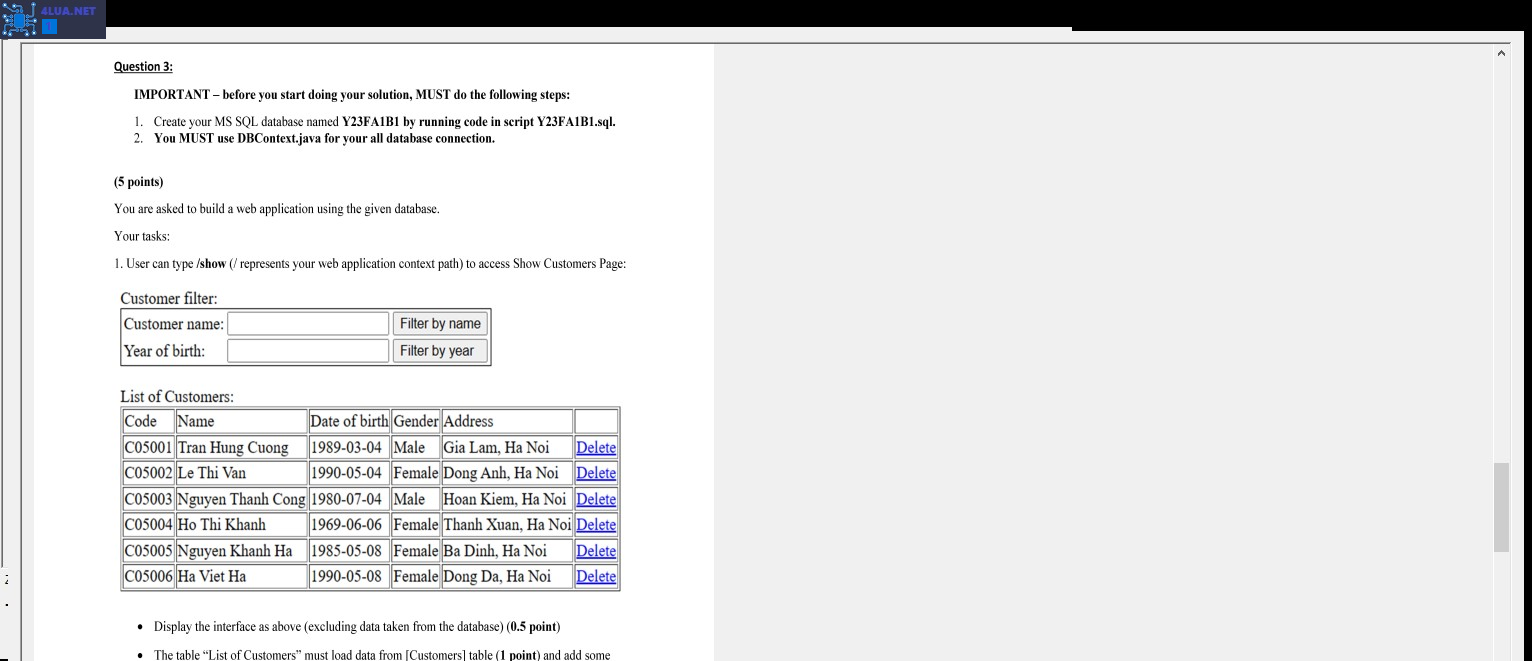 4LUA.NET
Question 3:
IMPORTANT – before you start doing your solution, MUST do the following steps:
1. Create your MS SQL database named Y23FA1B1 by running code in script Y23FA1B1.sql.
2. You MUST use DBContext.java for your all database connection.
(5 points)
You are asked to build a web application using the given database.
Your tasks:
1. User can type /show (/ represents your web application context path) to access Show Customers Page:
Customer filter:
Customer name: Filter by name
Year of birth: Filter by year
List of Customers:
Code Name Date of birth Gender Address
C05001 Tran Hung Cuong 1989-03-04 Male Gia Lam, Ha Noi Delete
C05002 Le Thi Van 1990-05-04 Female Dong Anh, Ha Noi Delete
C05003 Nguyen Thanh Cong 1980-07-04 Male Hoan Kiem, Ha Noi Delete
C05004 Ho Thi Khanh 1969-06-06 Female Thanh Xuan, Ha Noi Delete
C05005 Nguyen Khanh Ha 1985-05-08 Female Ba Dinh, Ha Noi Delete
C05006 Ha Viet Ha 1990-05-08 Female Dong Da, Ha Noi Delete
• Display the interface as above (excluding data taken from the database) (0.5 point)
• The table “List of Customers” must load data from [Customers] table (1 point) and add some